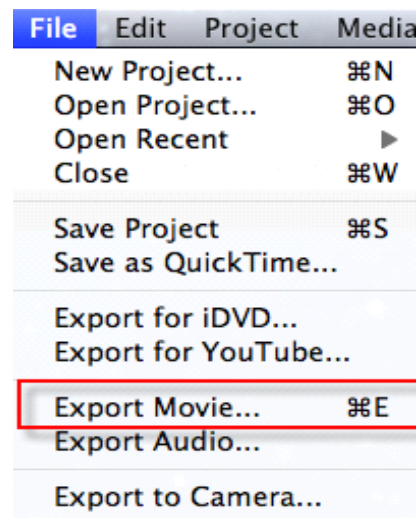 File Edit Project Media
New Project... ⌘N
Open Project... ⌘O
Open Recent ▶
Close ⌘W
Save Project ⌘S
Save as QuickTime...
Export for iDVD...
Export for YouTube...
Export Movie... ⌘E
Export Audio...
Export to Camera...